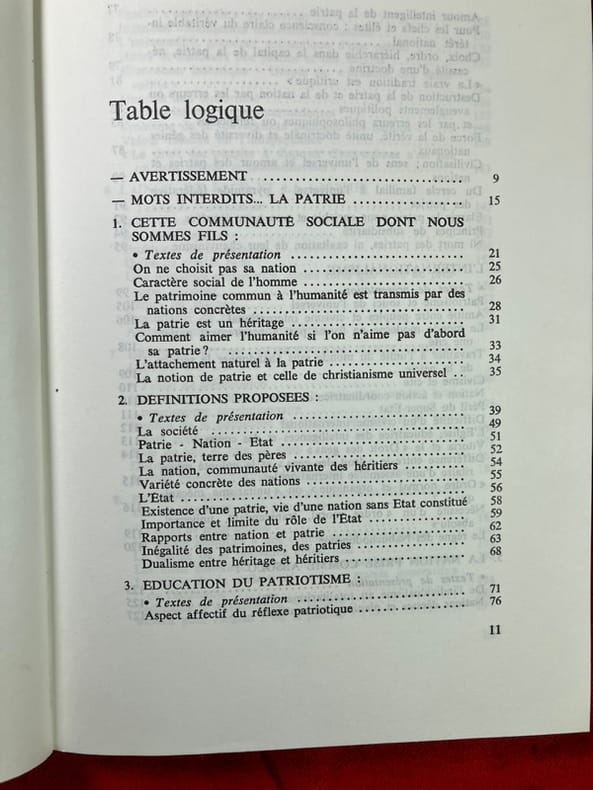 Table logique
— AVERTISSEMENT .................................. 9
— MOTS INTERDITS... LA PATRIE .................. 15
1. CETTE COMMUNAUTÉ SOCIALE DONT NOUS
SOMMES FILS :
• Textes de présentation .......................... 21
On ne choisit pas sa nation ........................ 25
Caractère social de l'homme ........................ 26
Le patrimoine commun à l'humanité est transmis par des
nations concrètes ................................ 28
La patrie est un héritage .......................... 31
Comment aimer l'humanité si l'on n'aime pas d'abord
sa patrie ? .................................... 33
L'attachement naturel à la patrie .................... 34
La notion de patrie et celle de christianisme universel .. 35
2. DEFINITIONS PROPOSEES :
• Textes de présentation .......................... 39
La société ...................................... 49
Patrie - Nation - Etat ............................ 51
La patrie, terre des pères .......................... 52
La nation, communauté vivante des héritiers .......... 54
Variété concrète des nations ........................ 55
L'État .......................................... 56
Existence d'une patrie, vie d'une nation sans Etat constitué 58
Importance et limite du rôle de l'État ................ 59
Rapports entre nation et patrie ...................... 62
Inégalité des patrimoines, des patries ................ 63
Dualisme entre héritage et héritiers .................. 68
3. EDUCATION DU PATRIOTISME :
• Textes de présentation .......................... 71
Aspect affectif du réflexe patriotique ................ 76
11